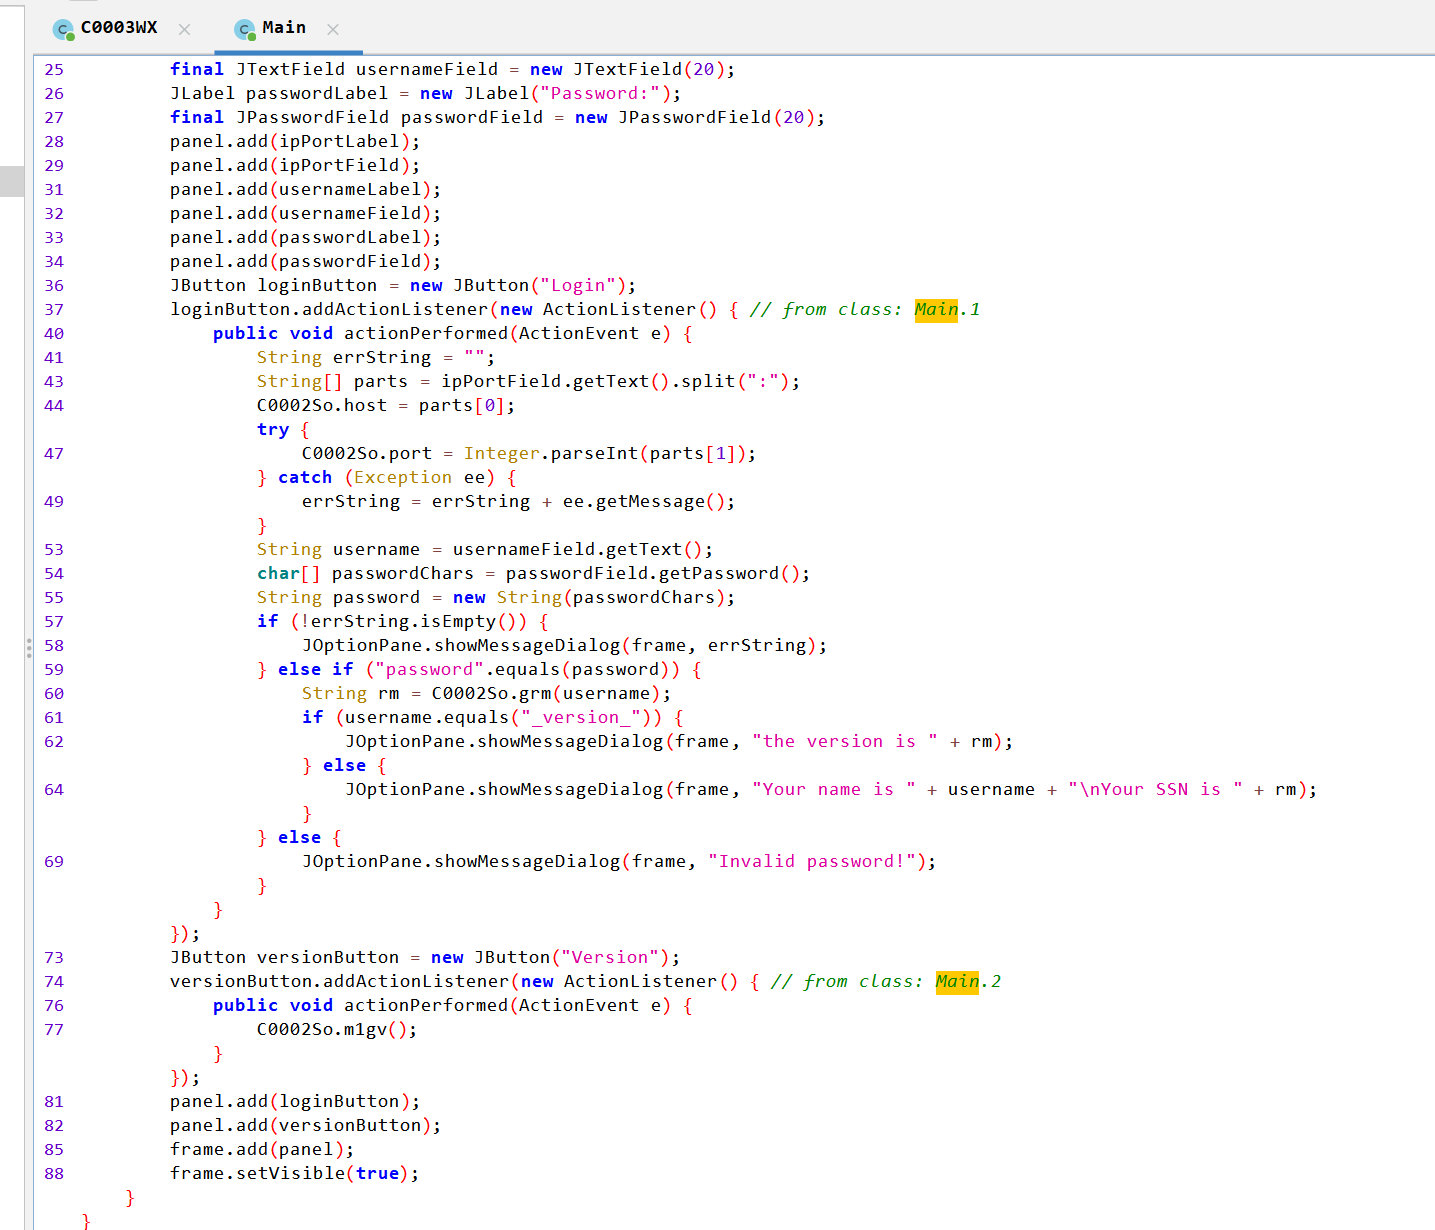 C0003WX × Main ×
25 final JTextField usernameField = new JTextField(20);
26 JLabel passwordLabel = new JLabel("Password:");
27 final JPasswordField passwordField = new JPasswordField(20);
28 panel.add(ipPortLabel);
29 panel.add(ipPortField);
31 panel.add(usernameLabel);
32 panel.add(usernameField);
33 panel.add(passwordLabel);
34 panel.add(passwordField);
36 JButton loginButton = new JButton("Login");
37 loginButton.addActionListener(new ActionListener() { // from class: Main.1
40 public void actionPerformed(ActionEvent e) {
41 String errString = "";
43 String[] parts = ipPortField.getText().split(":");
44 C0002So.host = parts[0];
try {
47 C0002So.port = Integer.parseInt(parts[1]);
} catch (Exception ee) {
49 errString = errString + ee.getMessage();
}
53 String username = usernameField.getText();
54 char[] passwordChars = passwordField.getPassword();
55 String password = new String(passwordChars);
57 if (!errString.isEmpty()) {
58 JOptionPane.showMessageDialog(frame, errString);
59 } else if ("password".equals(password)) {
60 String rm = C0002So.grm(username);
61 if (username.equals("_version_")) {
62 JOptionPane.showMessageDialog(frame, "the version is " + rm);
} else {
64 JOptionPane.showMessageDialog(frame, "Your name is " + username + "\nYour SSN is " + rm);
}
} else {
69 JOptionPane.showMessageDialog(frame, "Invalid password!");
}
}
});
73 JButton versionButton = new JButton("Version");
74 versionButton.addActionListener(new ActionListener() { // from class: Main.2
76 public void actionPerformed(ActionEvent e) {
77 C0002So.m1gv();
}
});
81 panel.add(loginButton);
82 panel.add(versionButton);
85 frame.add(panel);
88 frame.setVisible(true);
}
}